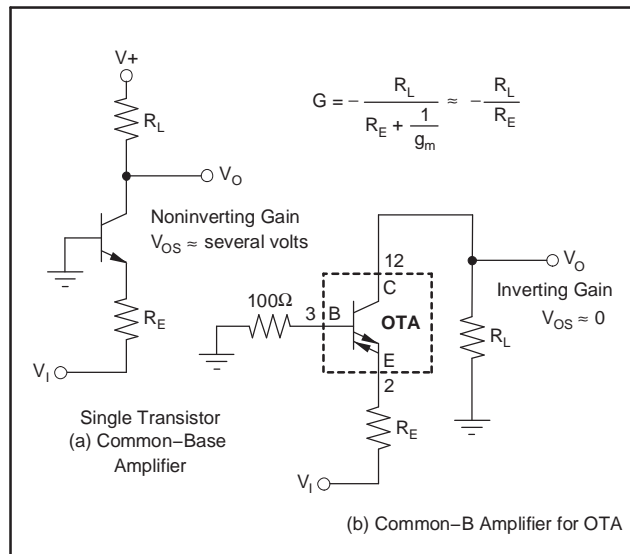 V+
R_L
V_O
Noninverting Gain
V_OS ≈ several volts
R_E
V_I
Single Transistor
(a) Common−Base
Amplifier
G = − R_L / (R_E + 1/g_m) ≈ − R_L / R_E
12
C
V_O
100Ω
3
B
OTA
Inverting Gain
V_OS ≈ 0
E
2
R_L
R_E
V_I
(b) Common−B Amplifier for OTA